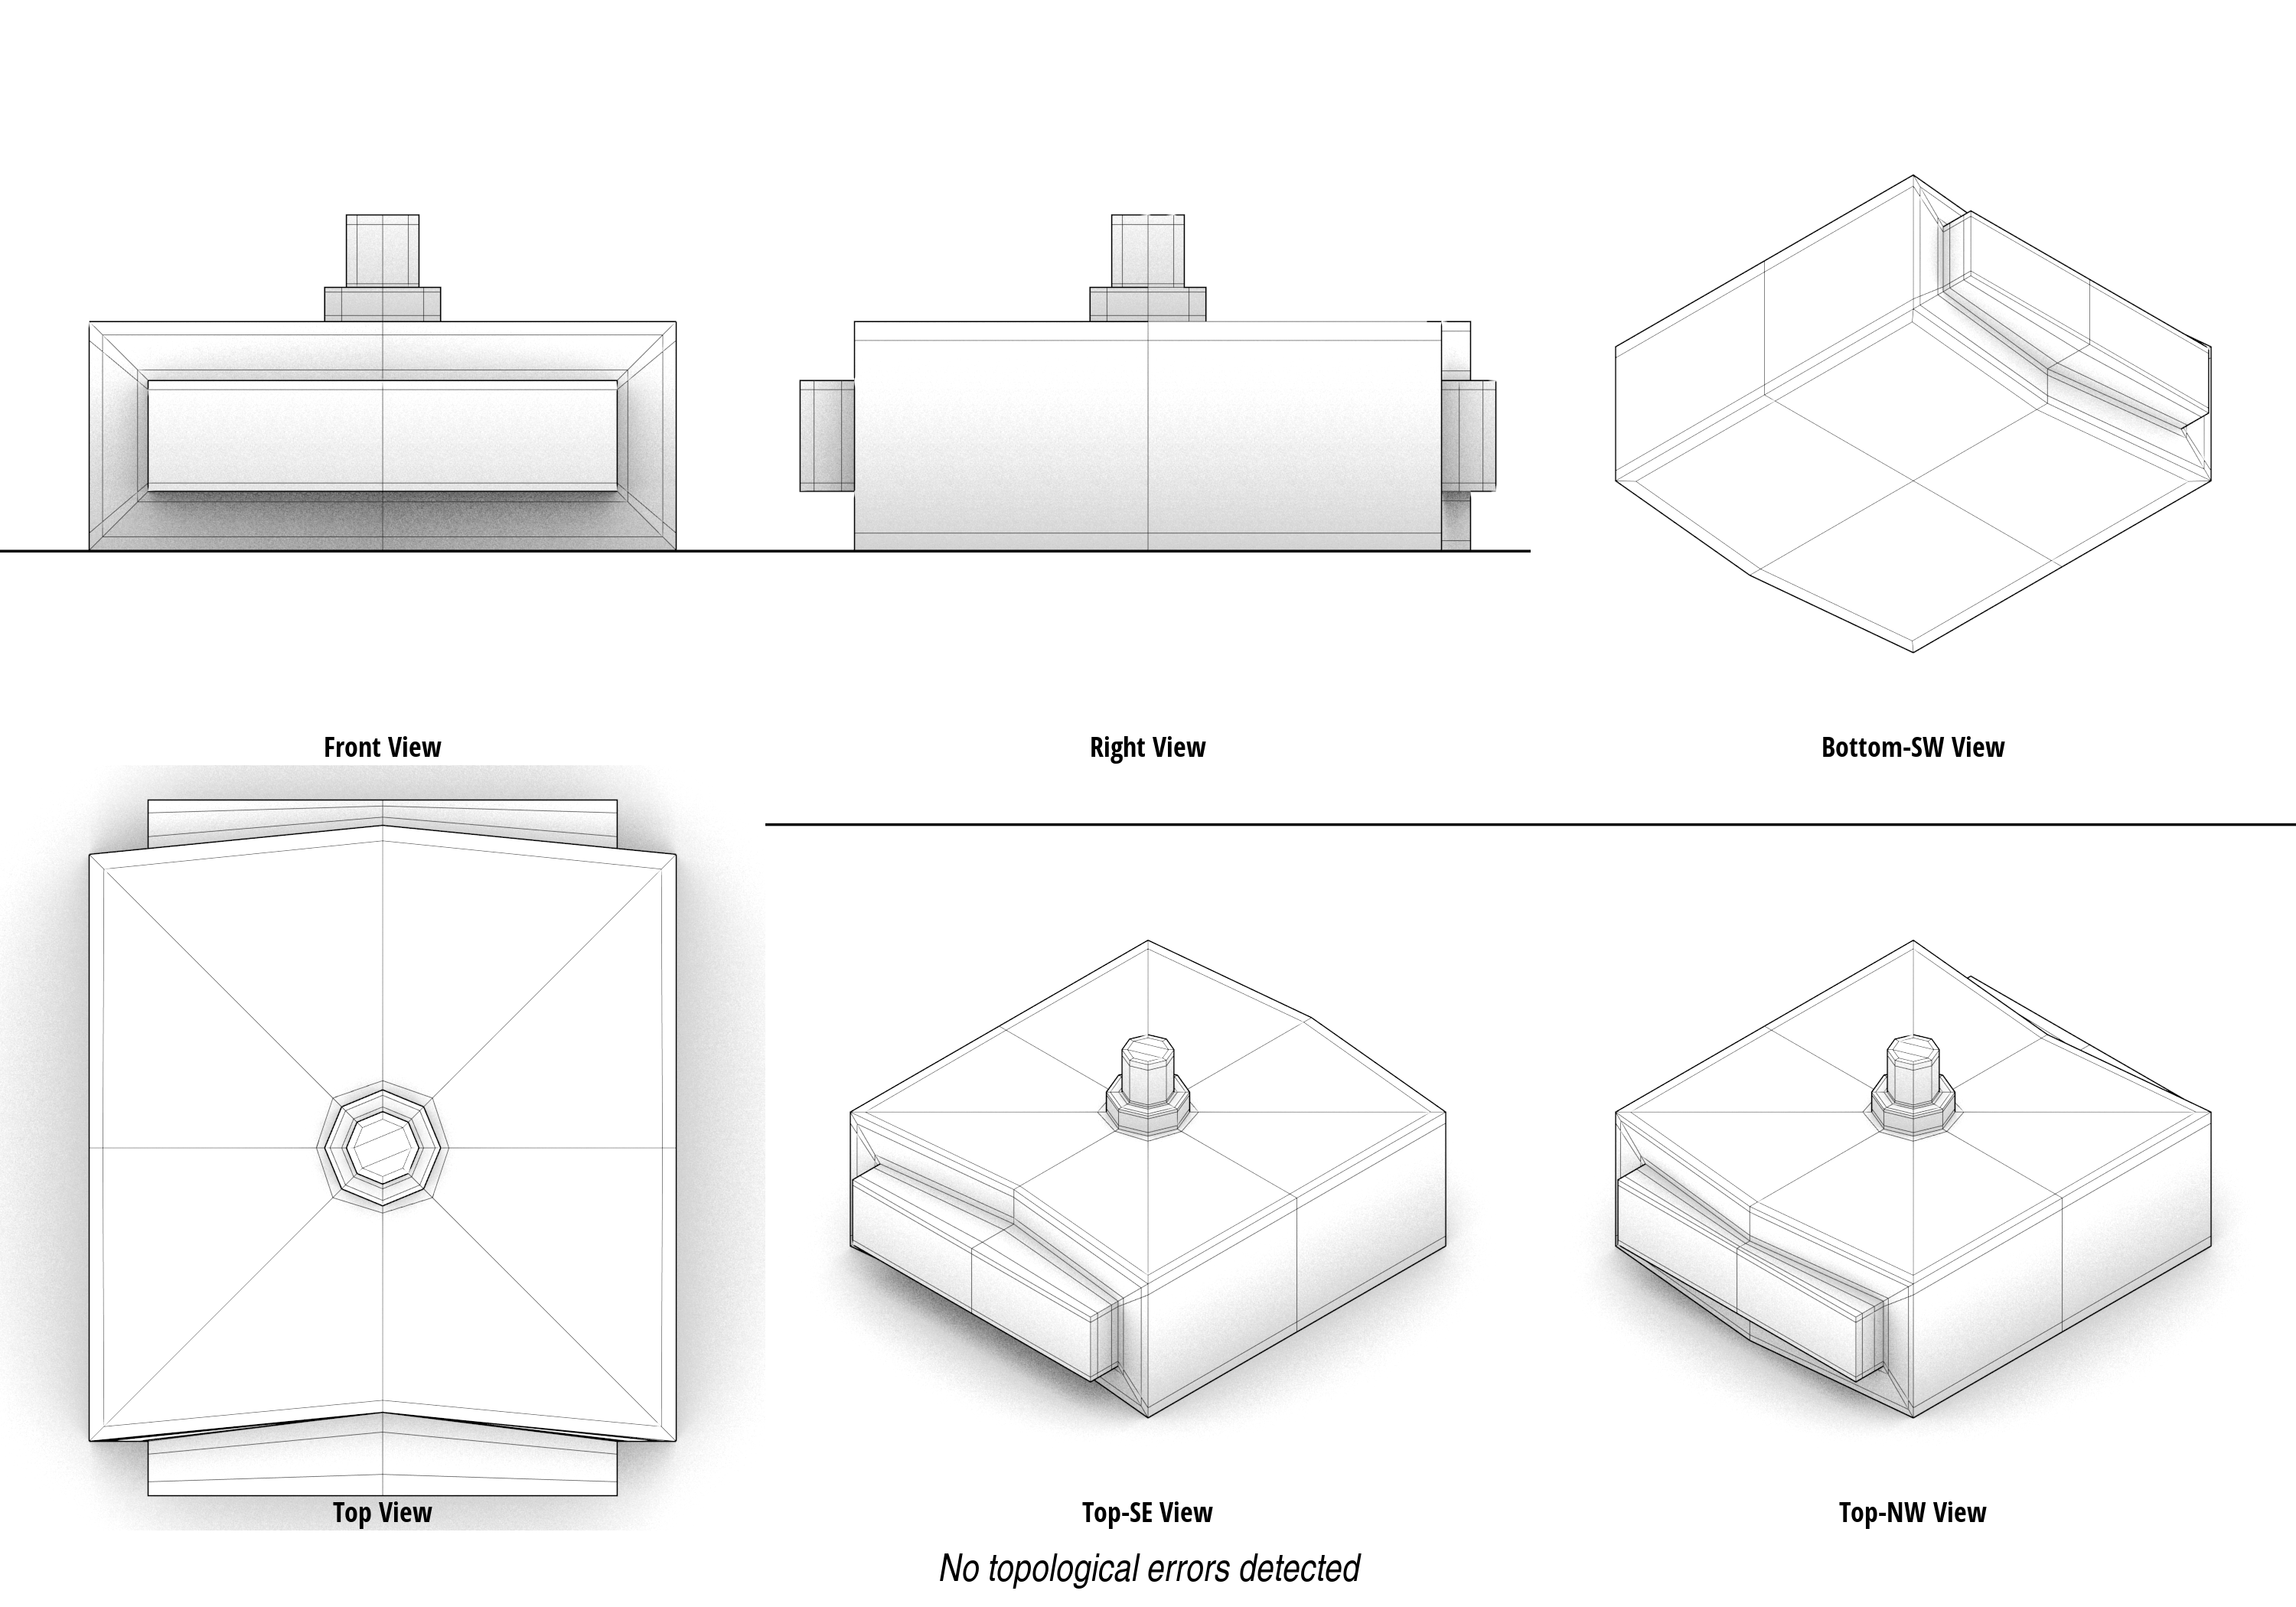 Front View
Right View
Bottom-SW View
Top View
Top-SE View
Top-NW View
No topological errors detected